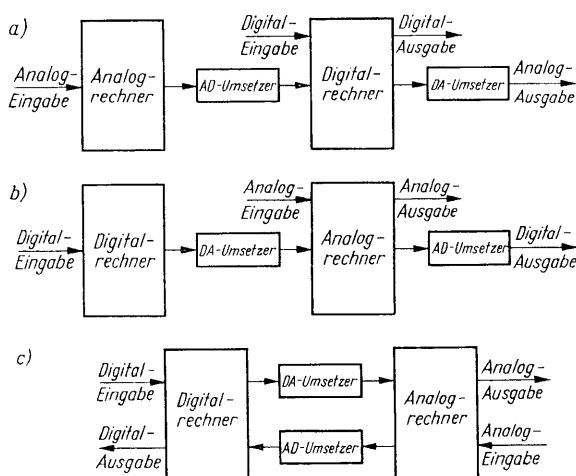 a)
Analog-
Eingabe
Analog-
rechner
AD-Umsetzer
Digital-
Eingabe
Digital-
rechner
Digital-
Ausgabe
DA-Umsetzer
Analog-
Ausgabe
b)
Digital-
Eingabe
Digital-
rechner
DA-Umsetzer
Analog-
Eingabe
Analog-
rechner
Analog-
Ausgabe
AD-Umsetzer
Digital-
Ausgabe
c)
Digital-
Eingabe
Digital-
Ausgabe
Digital-
rechner
DA-Umsetzer
AD-Umsetzer
Analog-
rechner
Analog-
Ausgabe
Analog-
Eingabe